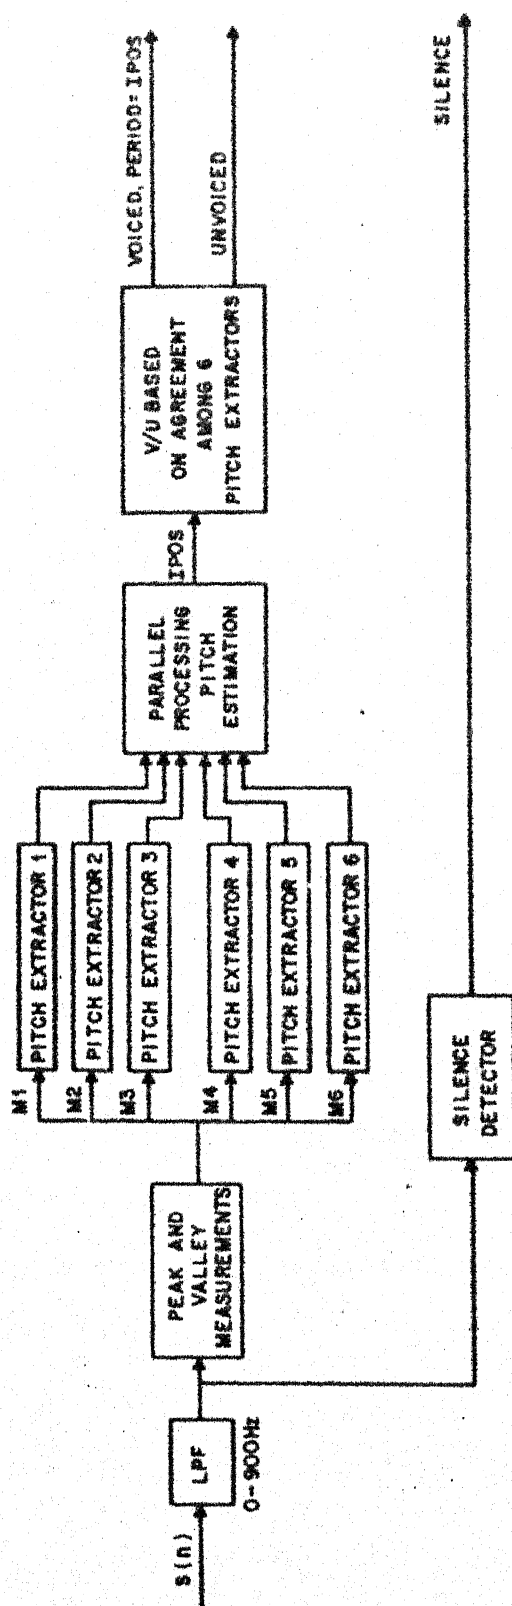 S(n)
LPF
0-900Hz
PEAK AND
VALLEY
MEASUREMENTS
M1
PITCH EXTRACTOR 1
M2
PITCH EXTRACTOR 2
M3
PITCH EXTRACTOR 3
M4
PITCH EXTRACTOR 4
M5
PITCH EXTRACTOR 5
M6
PITCH EXTRACTOR 6
PARALLEL
PROCESSING
PITCH
ESTIMATION
IPOS
V/U BASED
ON AGREEMENT
AMONG 6
PITCH EXTRACTORS
VOICED, PERIOD=IPOS
UNVOICED
SILENCE
DETECTOR
SILENCE